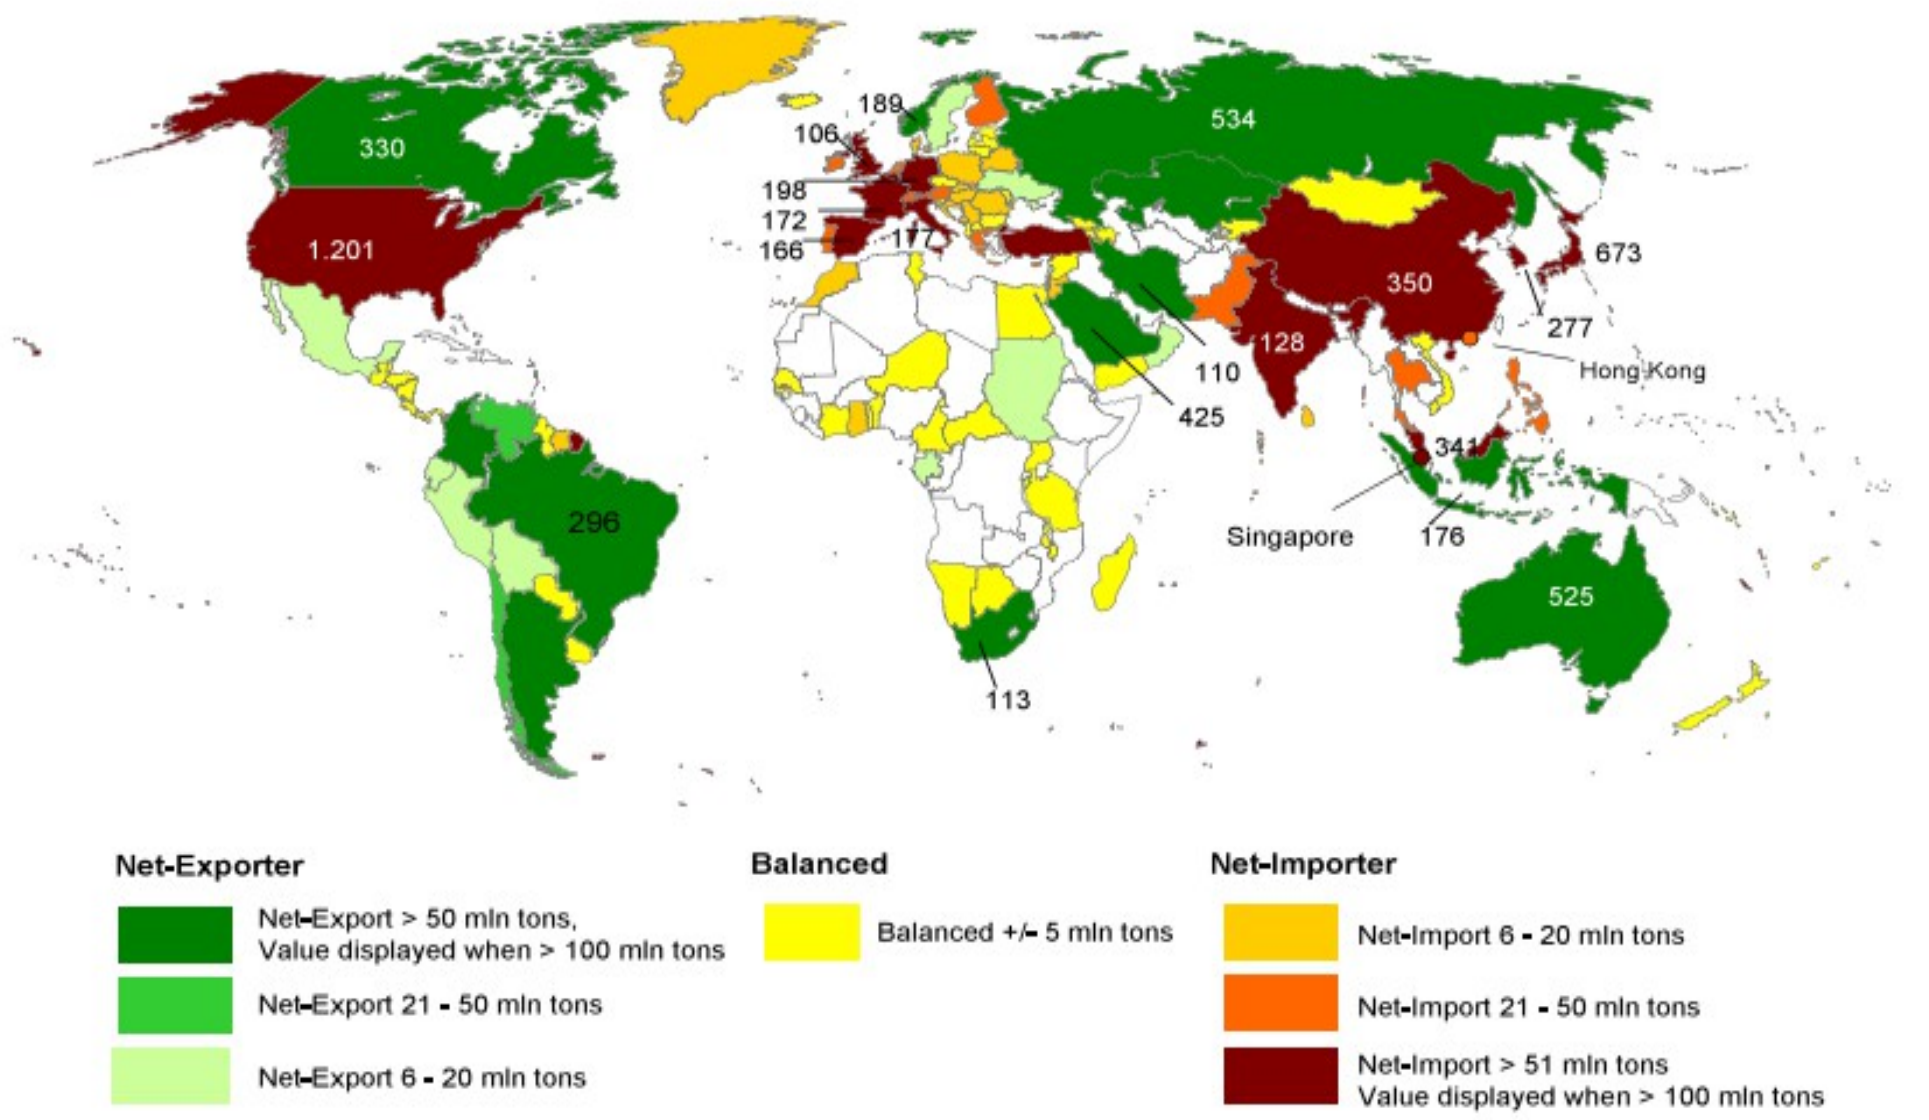 189
534
106
330
198
172
177
166
1.201
673
350
277
128
Hong Kong
110
425
341
296
Singapore
176
525
113
Net-Exporter
Net-Export > 50 mln tons,
Value displayed when > 100 mln tons
Net-Export 21 - 50 mln tons
Net-Export 6 - 20 mln tons
Balanced
Balanced +/- 5 mln tons
Net-Importer
Net-Import 6 - 20 mln tons
Net-Import 21 - 50 mln tons
Net-Import > 51 mln tons
Value displayed when > 100 mln tons